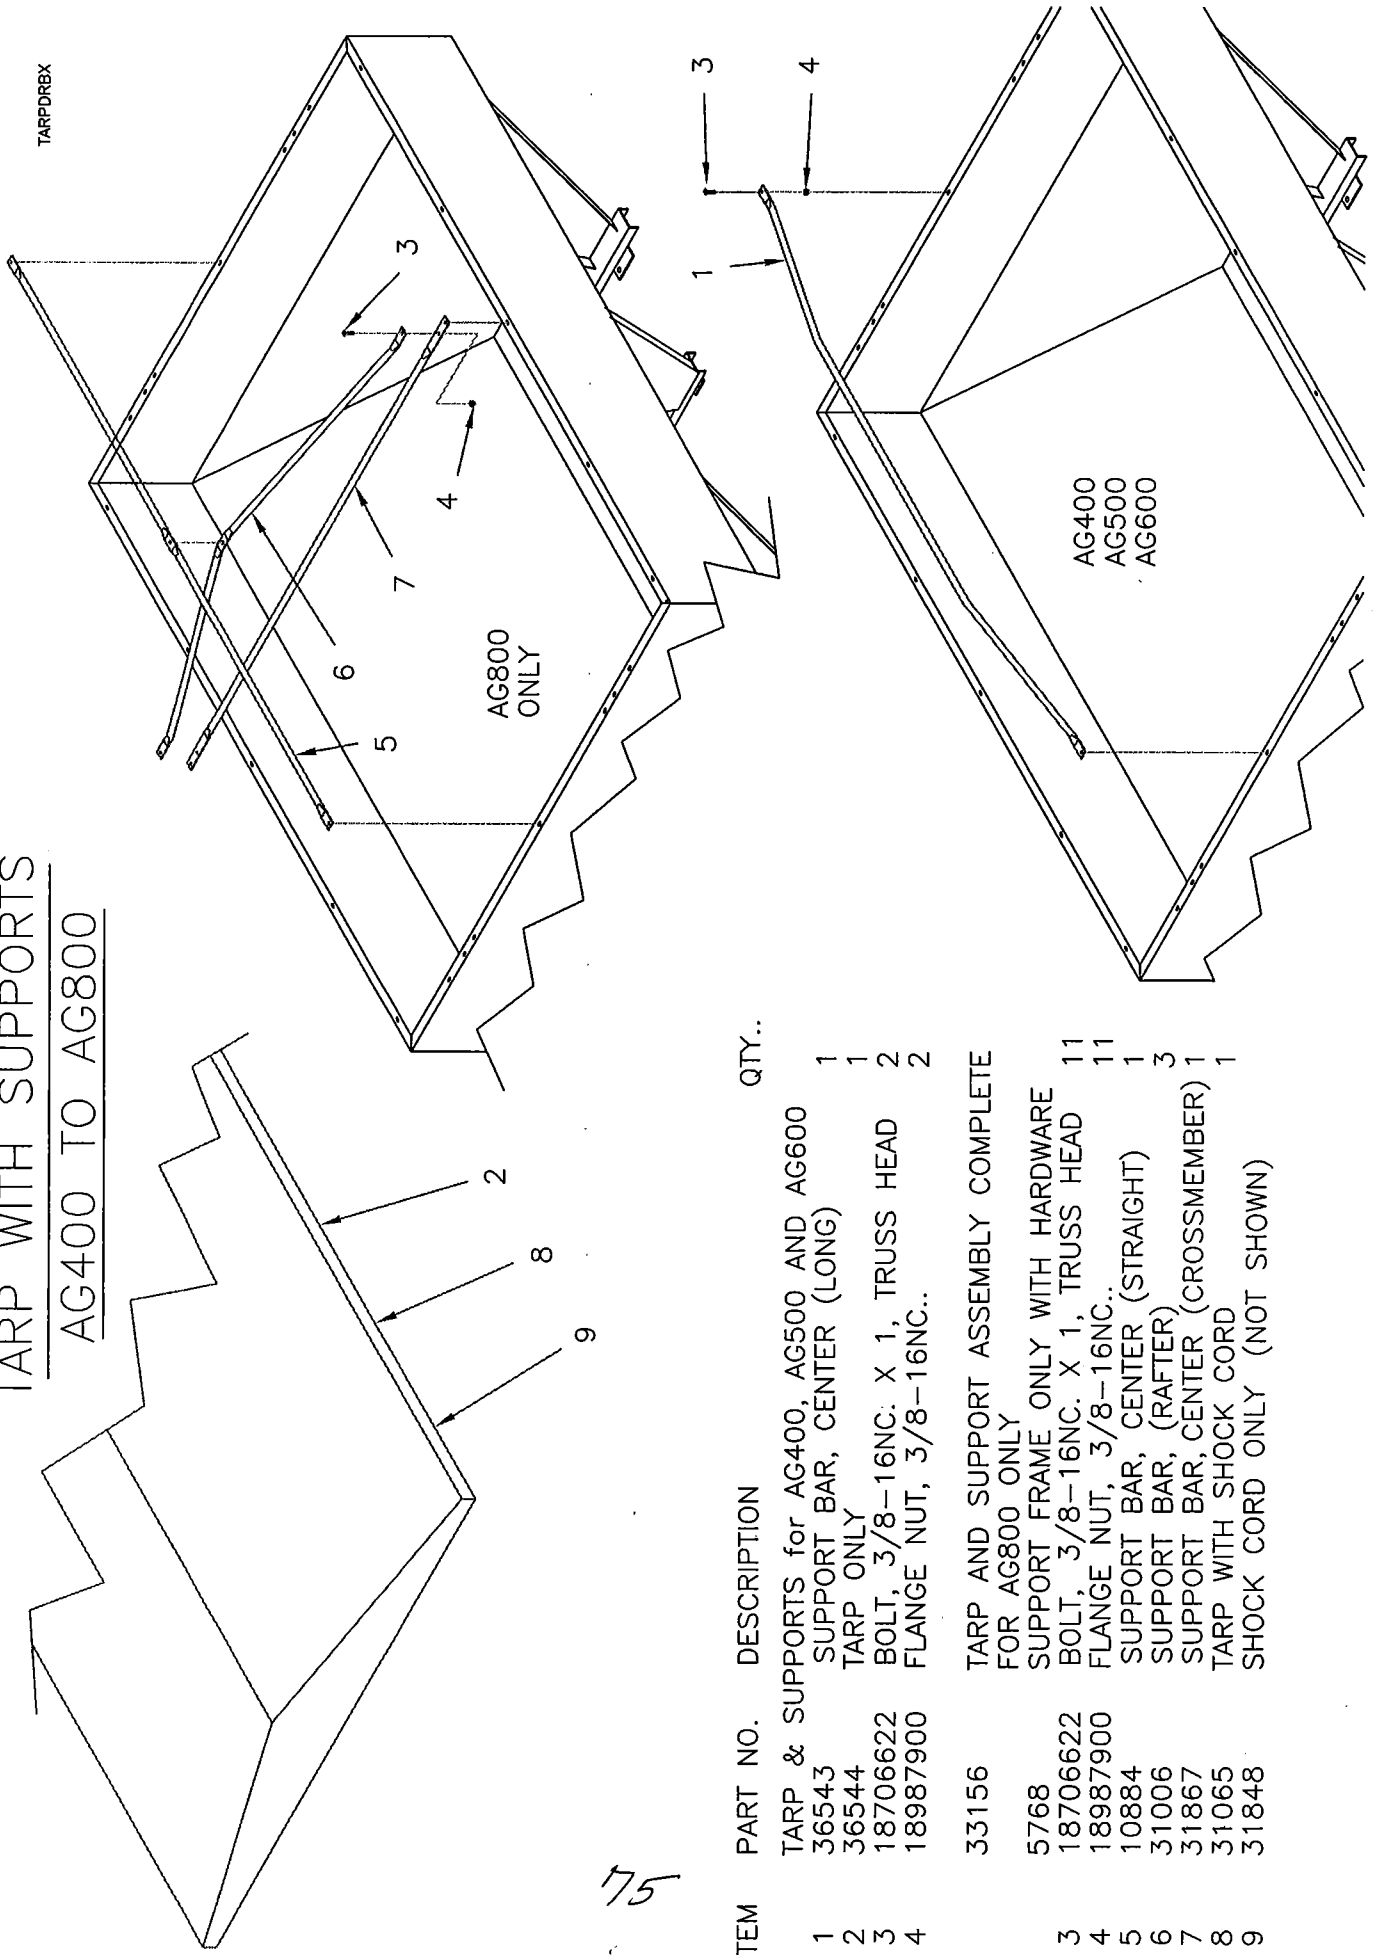 TARP WITH SUPPORTS
AG400 TO AG800
TARPDRBX
3
4
6
7
5
AG800
ONLY
2
8
9
3
4
1
AG400
AG500
AG600
ITEM PART NO. DESCRIPTION QTY..
TARP & SUPPORTS for AG400, AG500 AND AG600
1 36543 SUPPORT BAR, CENTER (LONG) 1
2 36544 TARP ONLY 1
3 18706622 BOLT, 3/8-16NC. X 1, TRUSS HEAD 2
4 18987900 FLANGE NUT, 3/8-16NC.. 2
33156 TARP AND SUPPORT ASSEMBLY COMPLETE
FOR AG800 ONLY
5768 SUPPORT FRAME ONLY WITH HARDWARE
3 18706622 BOLT, 3/8-16NC. X 1, TRUSS HEAD 11
4 18987900 FLANGE NUT, 3/8-16NC.. 11
5 10884 SUPPORT BAR, CENTER (STRAIGHT) 1
6 31006 SUPPORT BAR, (RAFTER) 3
7 31867 SUPPORT BAR, CENTER (CROSSMEMBER) 1
8 31065 TARP WITH SHOCK CORD 1
9 31848 SHOCK CORD ONLY (NOT SHOWN) 1
75